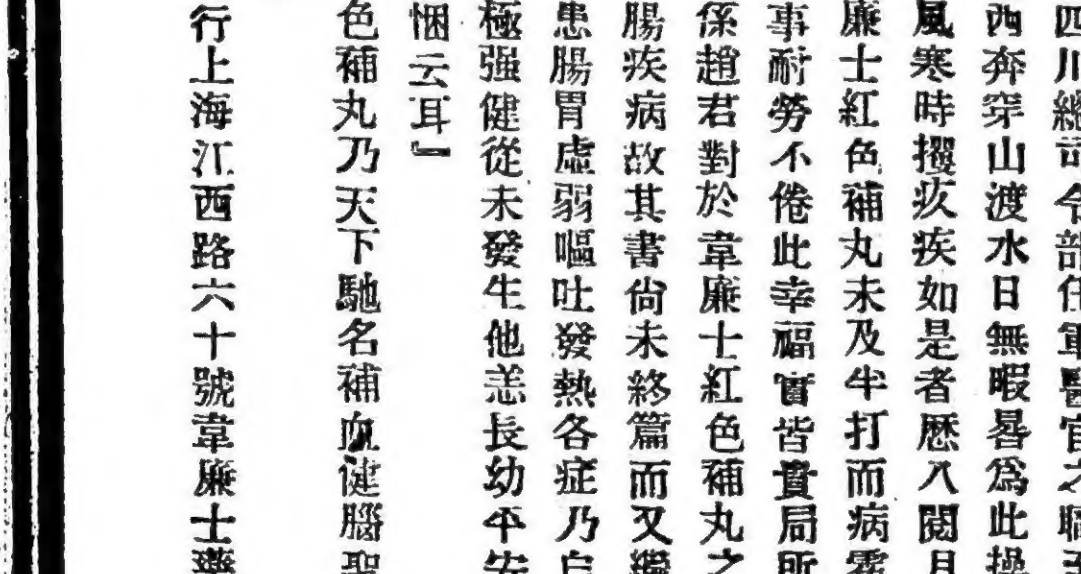 四川總司令部任軍醫官之職
西奔穿山渡水日無暇晷爲此操
風寒時攖疚疾如是者歷八閱月
廉士紅色補丸未及半打而病霍
事耐勞不倦此幸福實皆貴局所
係趙君對於韋廉士紅色補丸之
腸疾病故其書尙未終篇而又繼
患腸胃虛弱嘔吐發熱各症乃自
極强健從未發生他恙長幼平安
悃云耳』
色補丸乃天下馳名補血健腦聖
行上海江西路六十號韋廉士藥